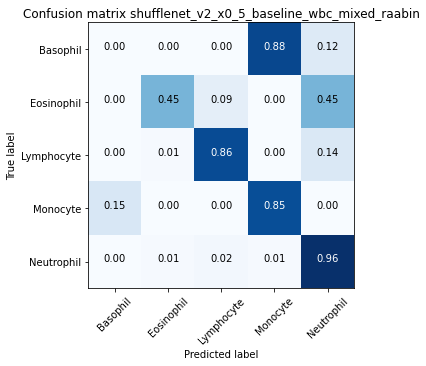 Confusion matrix shufflenet_v2_x0_5_baseline_wbc_mixed_raabin
Basophil 0.00 0.00 0.00 0.88 0.12
Eosinophil 0.00 0.45 0.09 0.00 0.45
Lymphocyte 0.00 0.01 0.86 0.00 0.14
Monocyte 0.15 0.00 0.00 0.85 0.00
Neutrophil 0.00 0.01 0.02 0.01 0.96
True label
Basophil Eosinophil Lymphocyte Monocyte Neutrophil
Predicted label